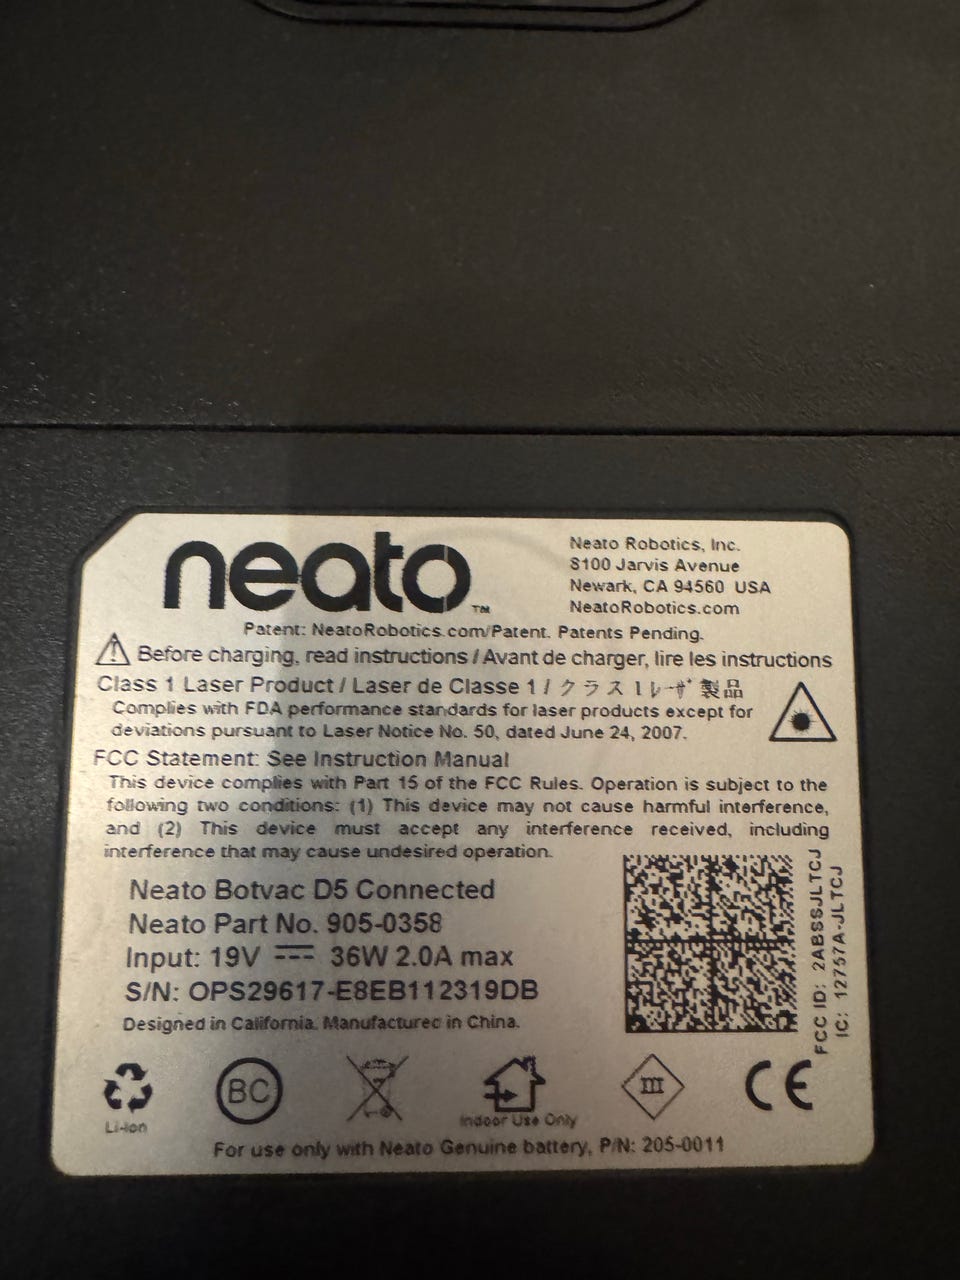 neato™
Neato Robotics, Inc.
8100 Jarvis Avenue
Newark, CA 94560 USA
NeatoRobotics.com
Patent: NeatoRobotics.com/Patent. Patents Pending.
Before charging, read instructions / Avant de charger, lire les instructions
Class 1 Laser Product / Laser de Classe 1 / クラス 1 レーザ 製品
Complies with FDA performance standards for laser products except for
deviations pursuant to Laser Notice No. 50, dated June 24, 2007.
FCC Statement: See Instruction Manual
This device complies with Part 15 of the FCC Rules. Operation is subject to the
following two conditions: (1) This device may not cause harmful interference,
and (2) This device must accept any interference received, including
interference that may cause undesired operation.
Neato Botvac D5 Connected
Neato Part No. 905-0358
Input: 19V ⎓ 36W 2.0A max
S/N: OPS29617-E8EB112319DB
Designed in California. Manufactured in China.
FCC ID: 2ABSSJLTCJ
IC: 12757A-JLTCJ
Li-Ion
BC
Indoor Use Only
III
CE
For use only with Neato Genuine battery, P/N: 205-0011